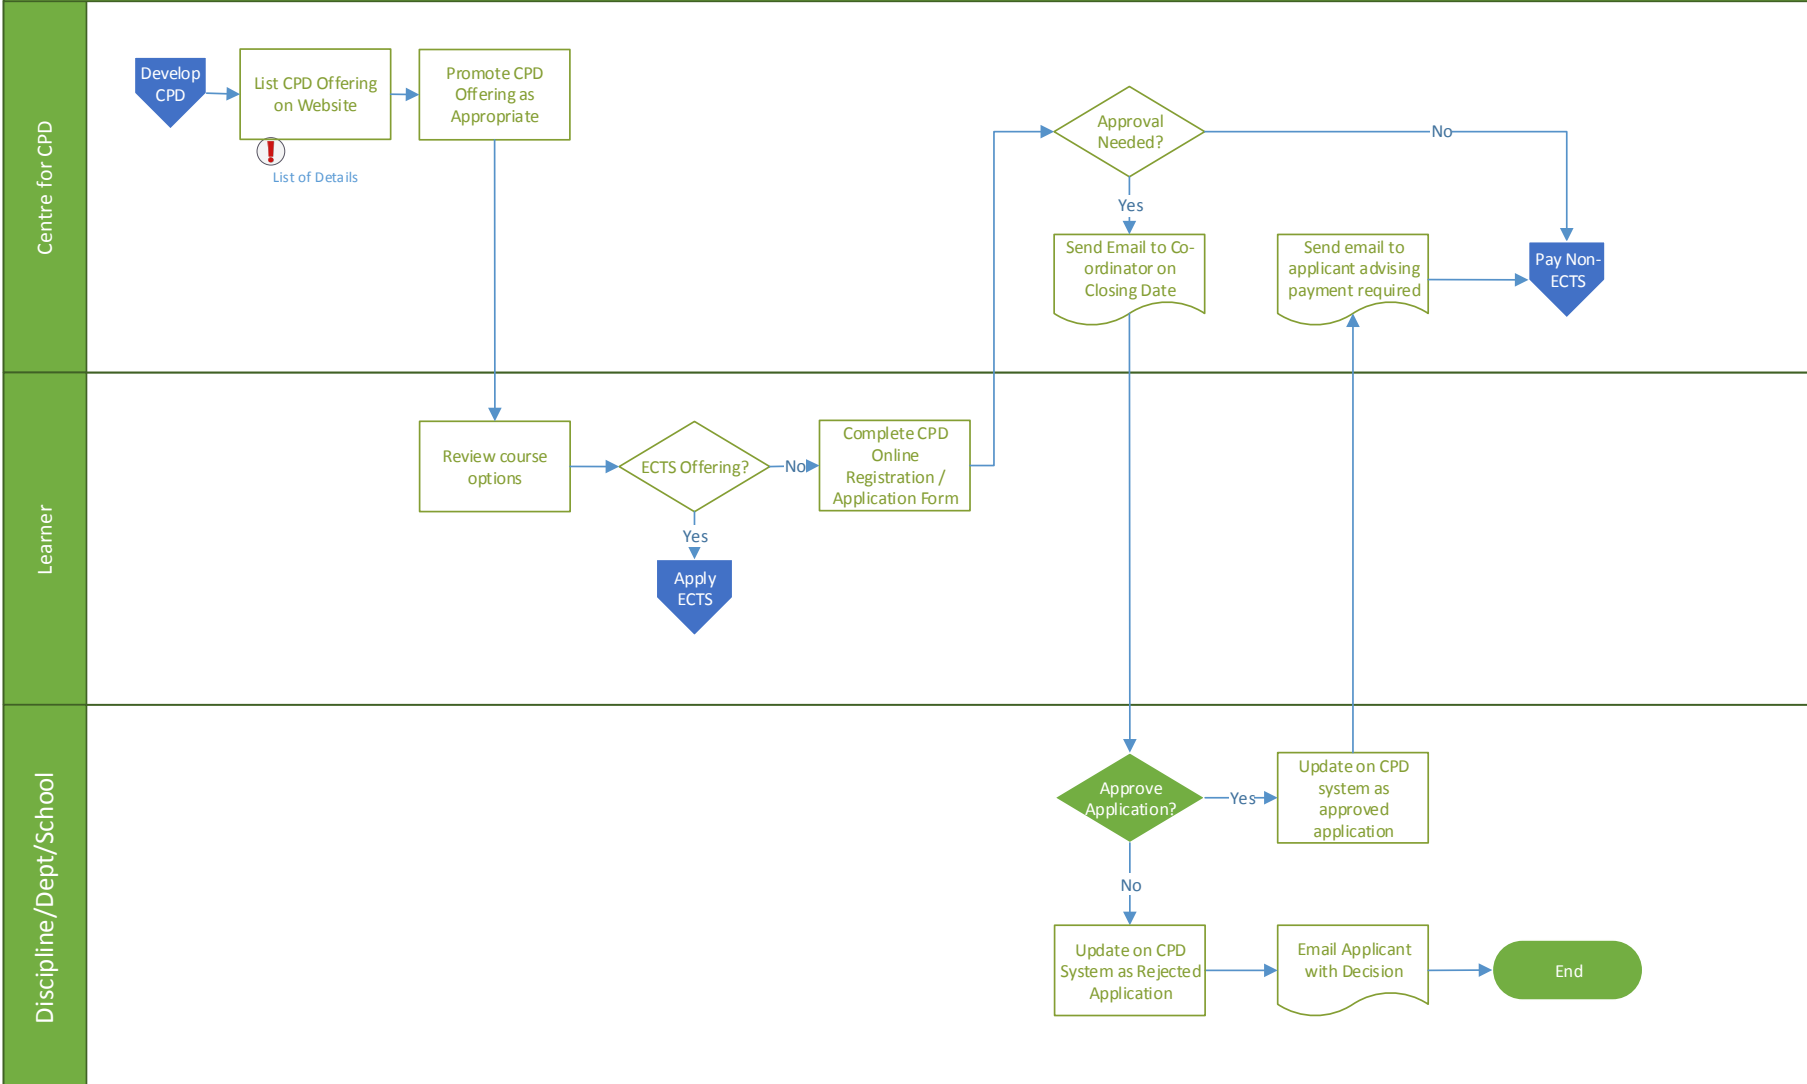 Centre for CPD
Develop
CPD
List CPD Offering
on Website
List of Details
Promote CPD
Offering as
Appropriate
Approval
Needed?
No
Yes
Send Email to Co-
ordinator on
Closing Date
Send email to
applicant advising
payment required
Pay Non-
ECTS
Learner
Review course
options
ECTS Offering?
No
Yes
Apply
ECTS
Complete CPD
Online
Registration /
Application Form
Discipline/Dept/School
Approve
Application?
Yes
Update on CPD
system as
approved
application
No
Update on CPD
System as Rejected
Application
Email Applicant
with Decision
End